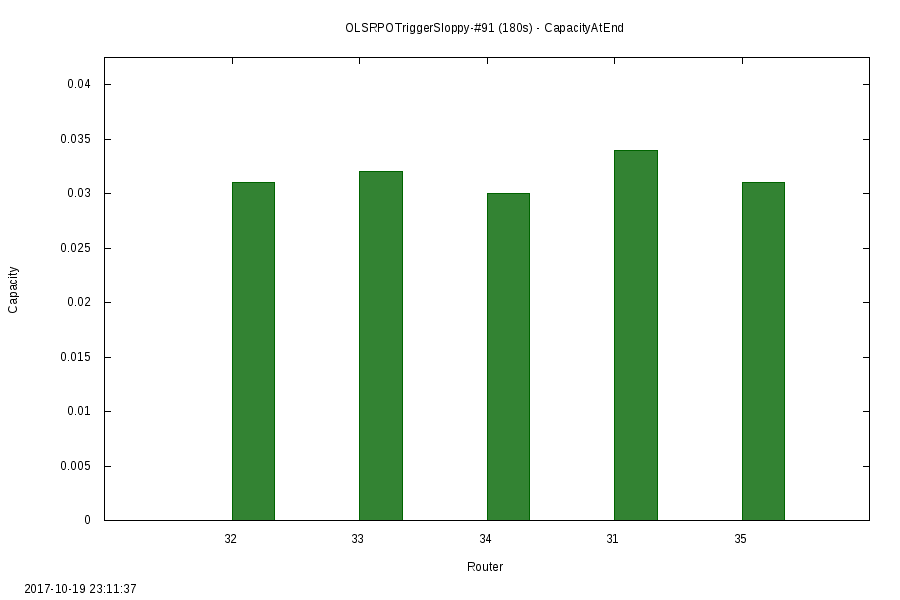 OLSRPOTriggerSloppy-#91 (180s) - CapacityAtEnd
0.04
0.035
0.03
0.025
0.02
0.015
0.01
0.005
0
Capacity
32 33 34 31 35
Router
2017-10-19 23:11:37